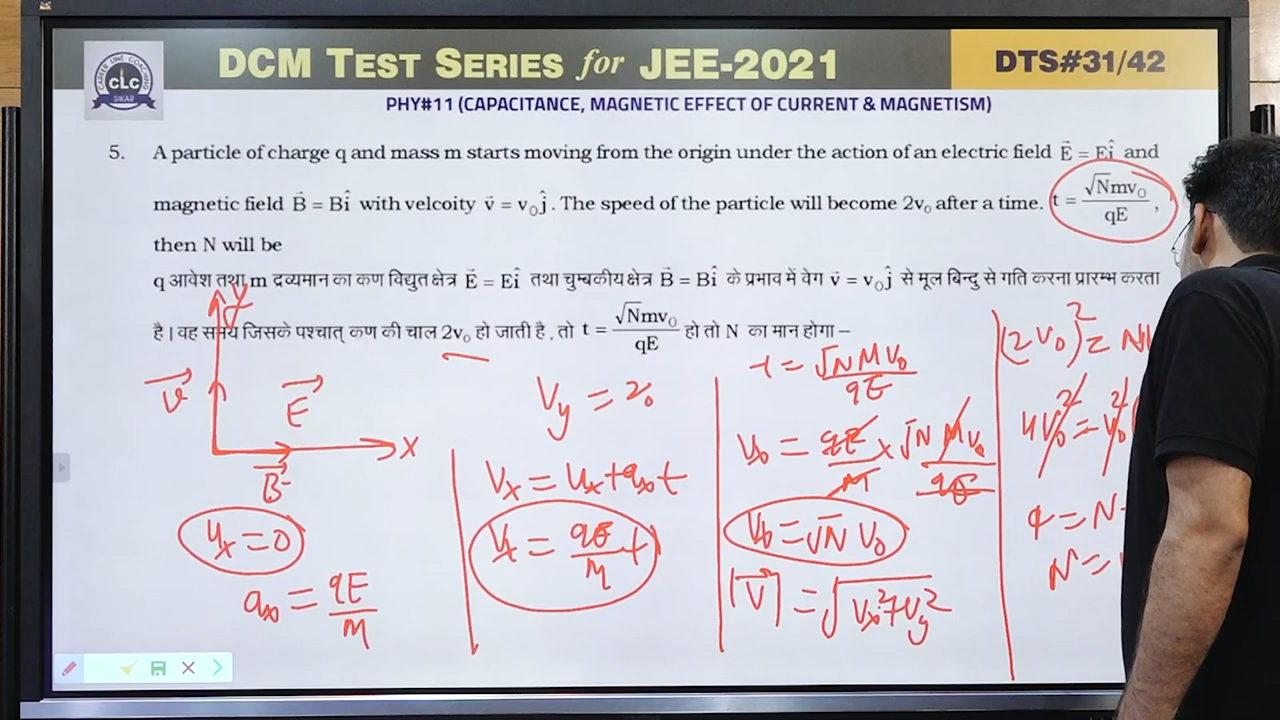 CAREER LINE COACHING
CLC
SIKAR
DCM TEST SERIES for JEE-2021
DTS#31/42
PHY#11 (CAPACITANCE, MAGNETIC EFFECT OF CURRENT & MAGNETISM)
5. A particle of charge q and mass m starts moving from the origin under the action of an electric field E⃗ = Eî and
magnetic field B⃗ = Bî with velcoity v⃗ = v₀ĵ. The speed of the particle will become 2v₀ after a time. t = √N mv₀ / qE,
then N will be
q आवेश तथा m द्रव्यमान का कण विद्युत क्षेत्र E⃗ = Eî तथा चुम्बकीय क्षेत्र B⃗ = Bî के प्रभाव में वेग v⃗ = v₀ĵ से मूल बिन्दु से गति करना प्रारम्भ करता
है। वह समय जिसके पश्चात् कण की चाल 2v₀ हो जाती है, तो t = √N mv₀ / qE हो तो N का मान होगा –
y
v⃗
E⃗
x
B⃗
uₓ = 0
aₓ = qE / m
Vy = v₀
Vₓ = uₓ + aₓt
Vₓ = qE / m t
t = √N m v₀ / qE
= qE / m × √N m v₀ / qE
= √N v₀
|V⃗| = √Vₓ² + Vy²
(2v₀)² =
4v₀² = v₀²
4 = N
N =